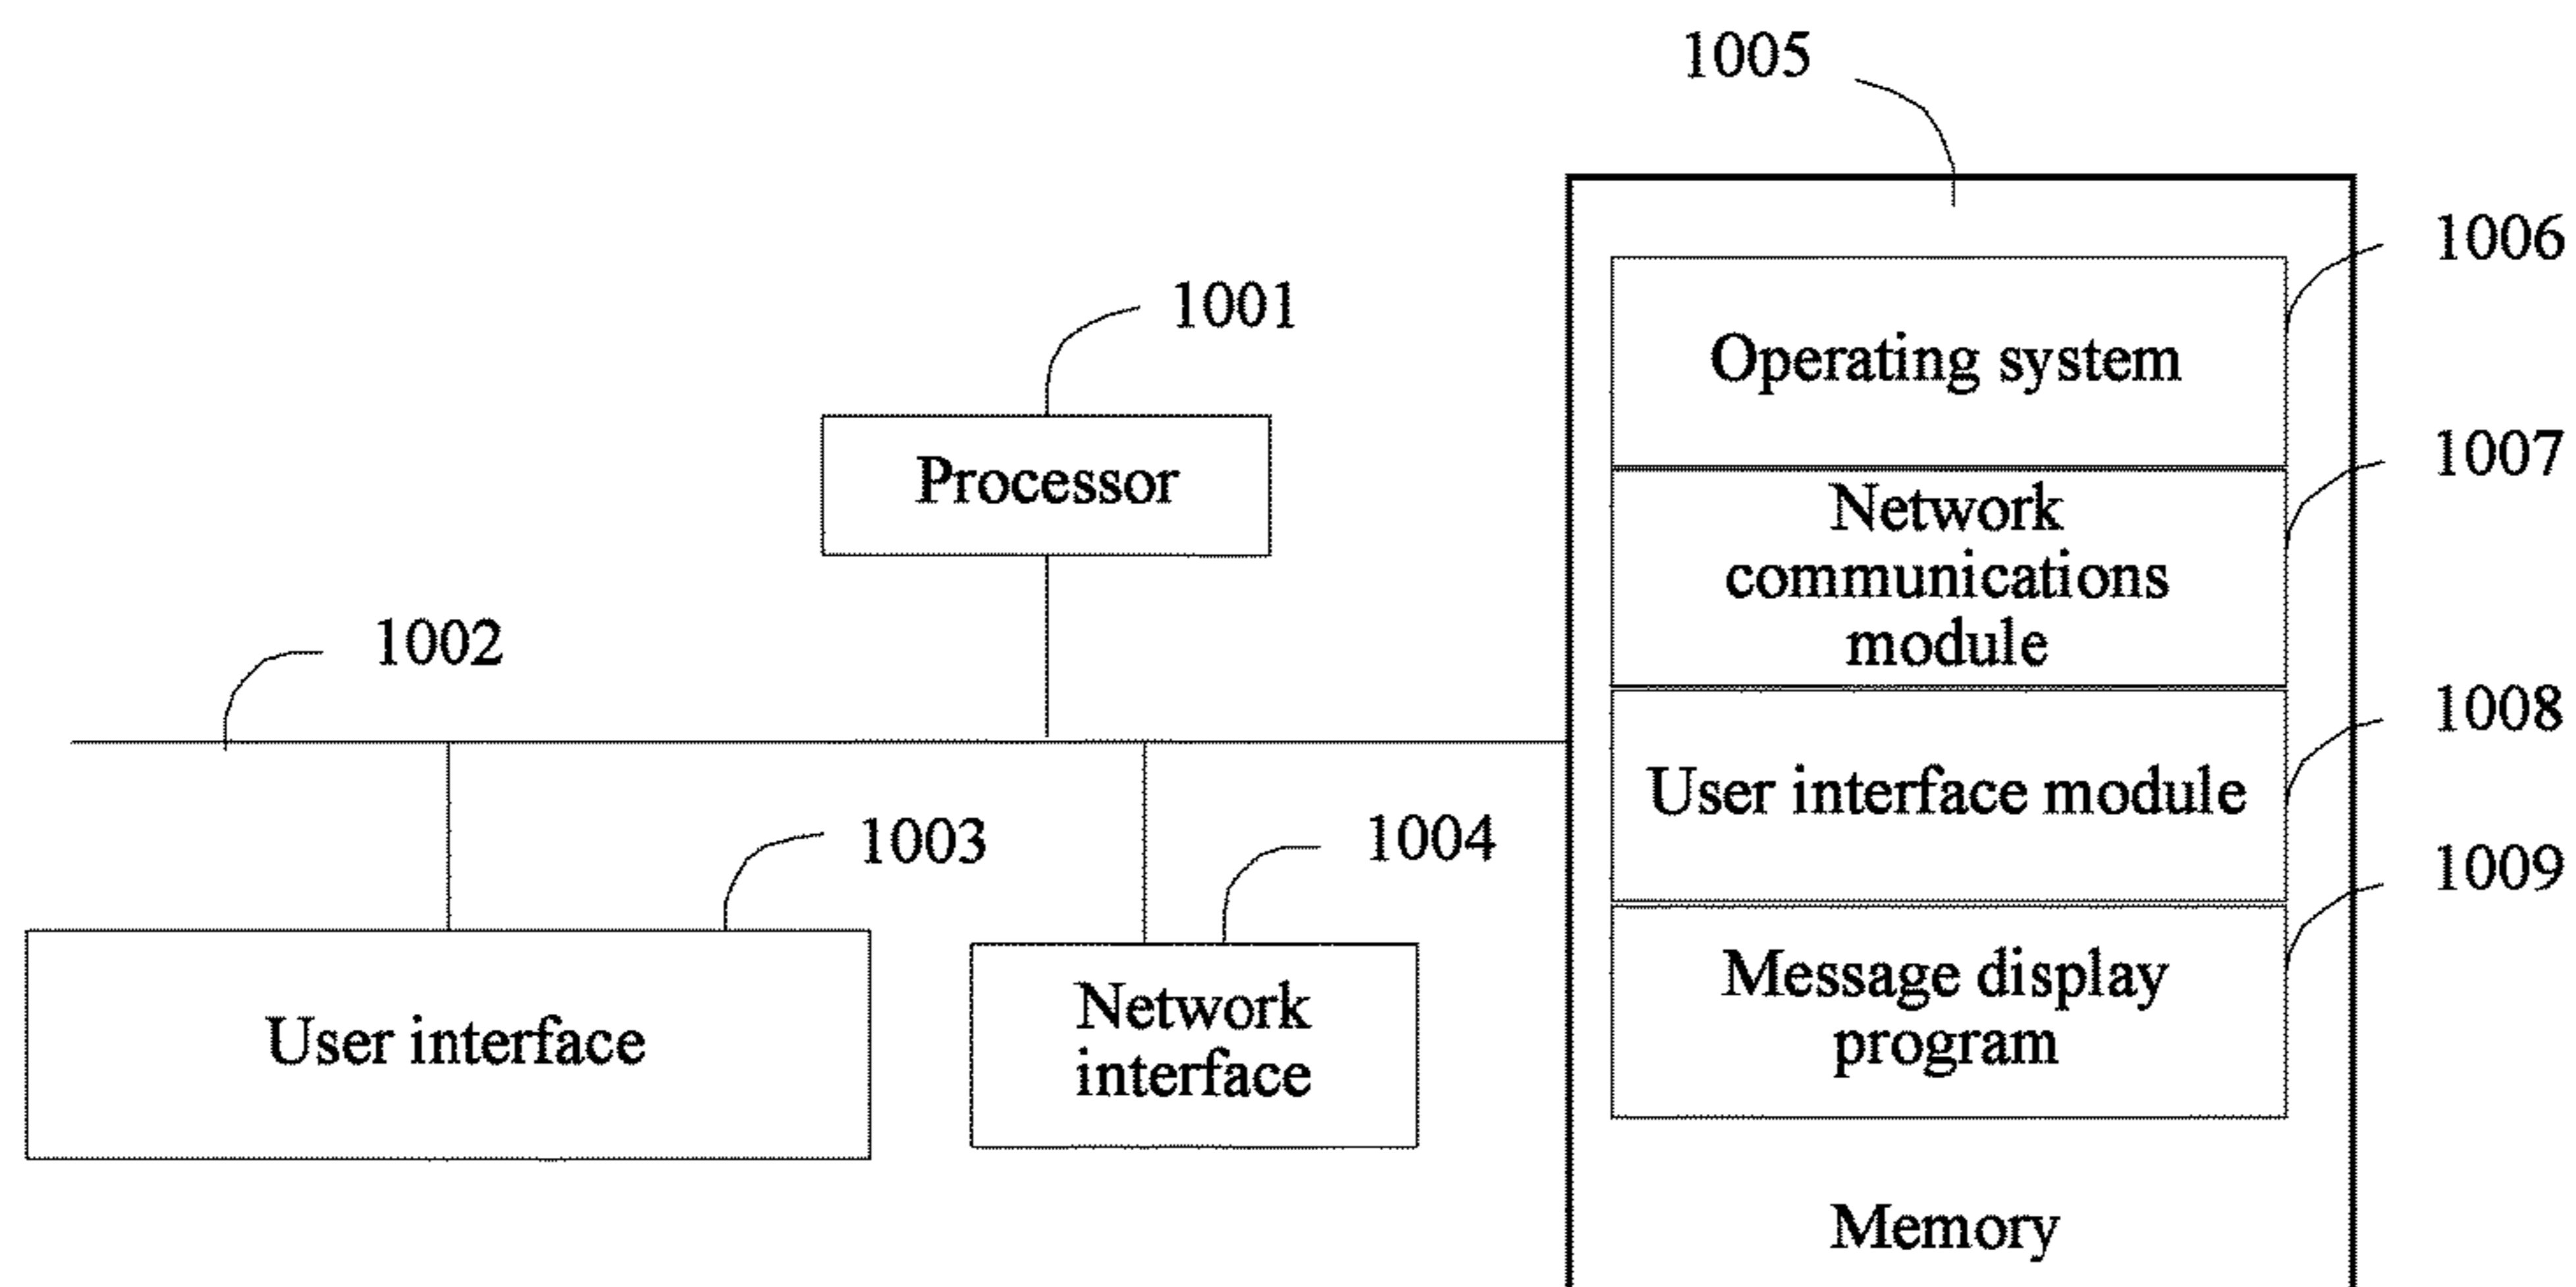 1005
1006
1001
Operating system
Processor
1007
Network
communications
module
1002
1008
User interface module
1003
1004
1009
User interface
Network
interface
Message display
program
Memory